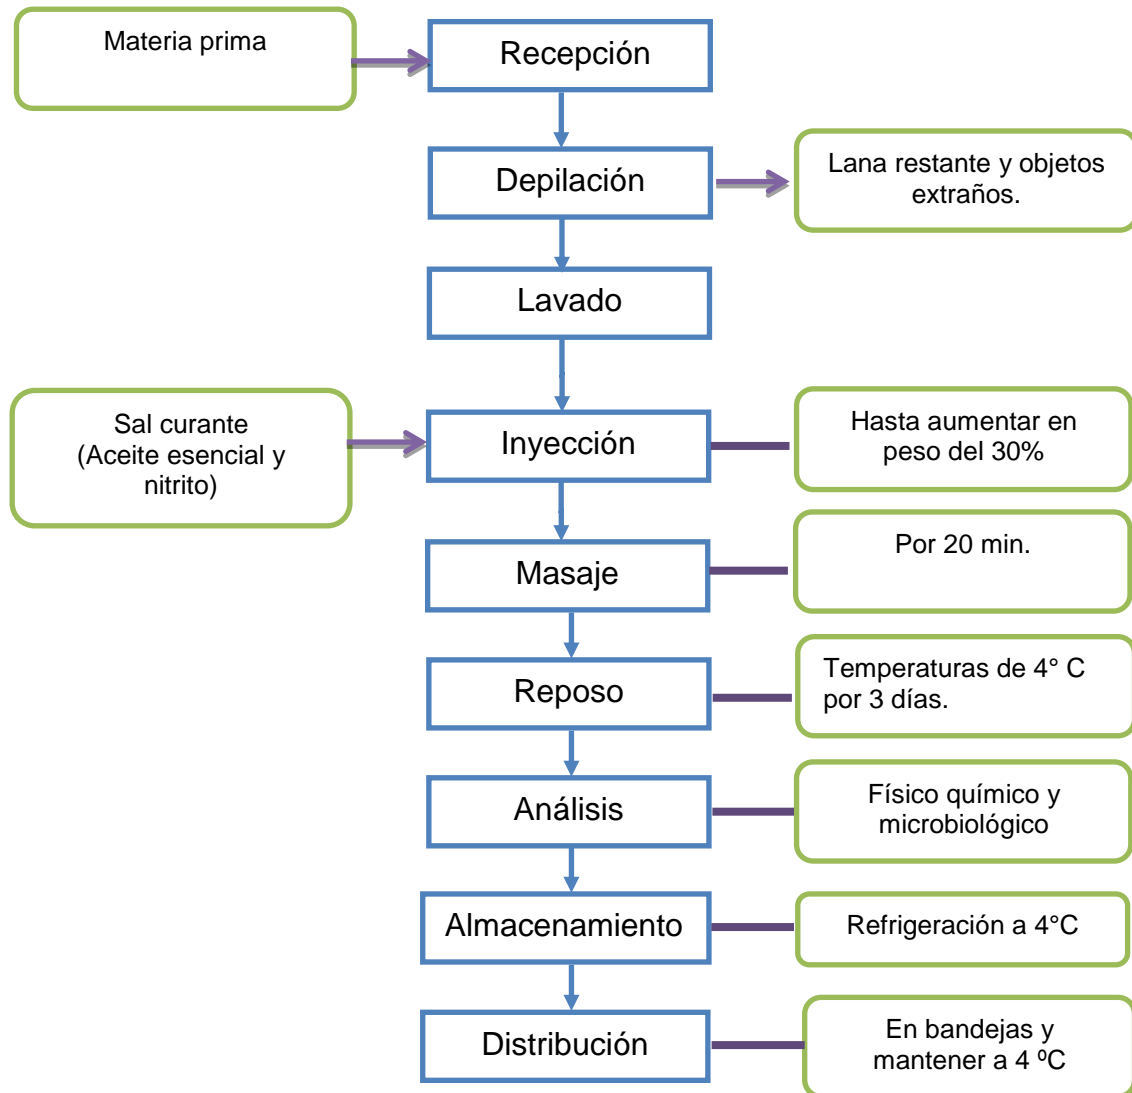 Materia prima
Recepción
Depilación
Lana restante y objetos
extraños.
Lavado
Sal curante
(Aceite esencial y
nitrito)
Inyección
Hasta aumentar en
peso del 30%
Masaje
Por 20 min.
Reposo
Temperaturas de 4° C
por 3 días.
Análisis
Físico químico y
microbiológico
Almacenamiento
Refrigeración a 4°C
Distribución
En bandejas y
mantener a 4 ºC